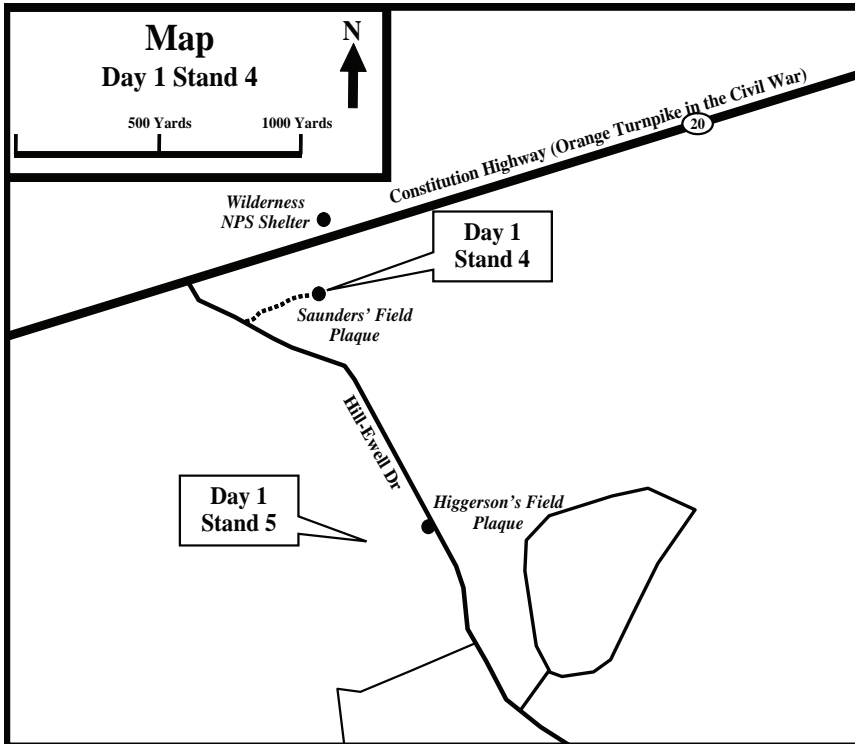 Map
Day 1 Stand 4
N
500 Yards
1000 Yards
Constitution Highway (Orange Turnpike in the Civil War)
20
Wilderness
NPS Shelter
Day 1
Stand 4
Saunders' Field
Plaque
Hill-Ewell Dr
Day 1
Stand 5
Higgerson's Field
Plaque